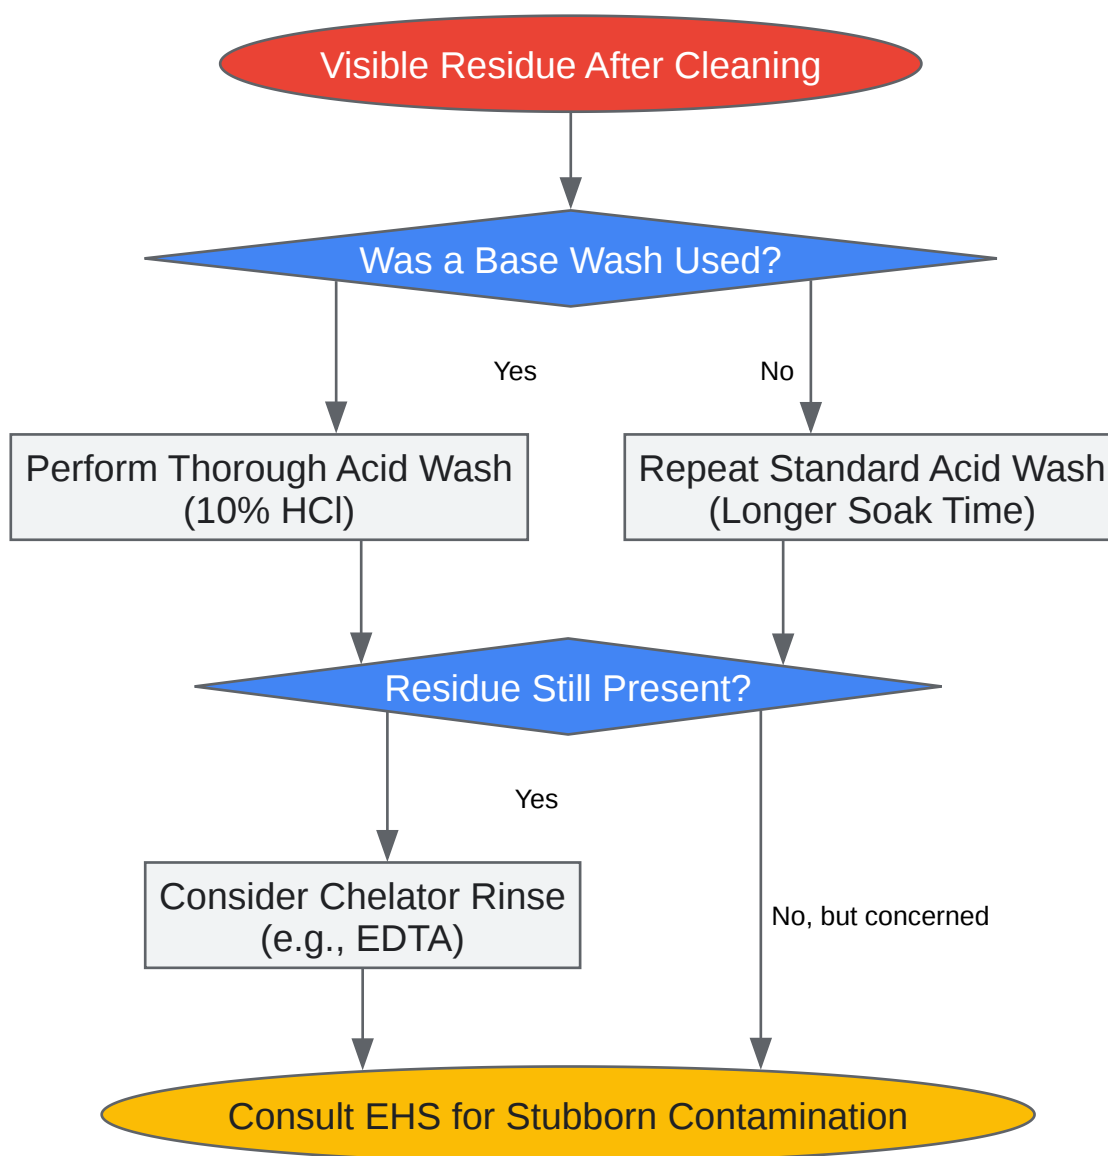 Visible Residue After Cleaning
Was a Base Wash Used?
Yes
No
Perform Thorough Acid Wash
(10% HCl)
Repeat Standard Acid Wash
(Longer Soak Time)
Residue Still Present?
Yes
Consider Chelator Rinse
(e.g., EDTA)
No, but concerned
Consult EHS for Stubborn Contamination